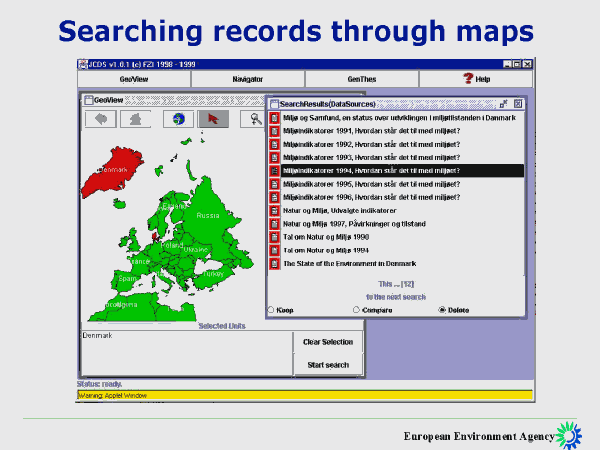 Searching records through maps
JCDS v1.0.1 (c) FZI 1998 - 1999
GeoView Navigator GenThes ? Help
GeoView
SearchResults(DataSources)
Miljø og Samfund, en status over udviklingen i miljøtilstanden i Danmark
Miljøindikatorer 1991, Hvordan står det til med miljøet?
Miljøindikatorer 1992, Hvordan står det til med miljøet?
Miljøindikatorer 1993, Hvordan står det til med miljøet?
Miljøindikatorer 1994, Hvordan står det til med miljøet?
Miljøindikatorer 1995, Hvordan står det til med miljøet?
Miljøindikatorer 1996, Hvordan står det til med miljøet?
Natur og Miljø, Udvalgte indikatorer
Natur og Miljø 1997, Påvirkninger og tilstand
Tal om Natur og Miljø
Tal om Natur og Miljø 1994
The State of the Environment in Denmark
This ... [12]
to the next search
Keep Compare Delete
Denmark
Russia
Poland
Ukraine
France
Spain
Turkey
Algeria
Selected Units
Denmark
Clear Selection
Start search
Status: ready.
Warning: Applet Window
European Environment Agency